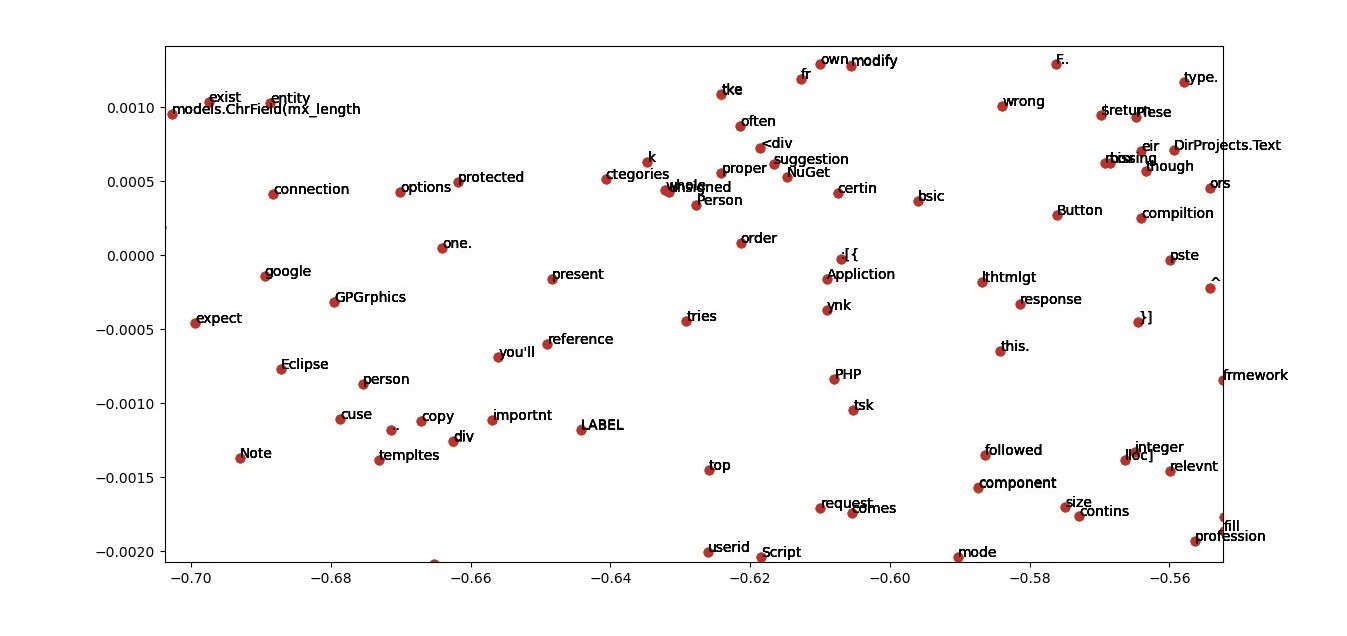 own modify F..
fr type.
tke
exist entity wrong
models.ChrField(mx_length $return Plese
0.0010
often
<div eir DirProjects.Text
k suggestion missing
proper NuGet though
ctegories
0.0005 protected ors
connection options whole unsigned certin
Person bsic
Button compiltion
order
one.
0.0000 :[{ pste
google present Appliction lthtmlgt ^
GPGrphics response
ynk
expect tries }]
−0.0005
reference
you'll this.
Eclipse
person PHP frmework
−0.0010 tsk
cuse copy importnt
.. LABEL
div
Note templtes followed integer
lloc]
top relevnt
−0.0015 component
request size
comes contins
fill
profession
userid
−0.0020 Script mode
−0.70 −0.68 −0.66 −0.64 −0.62 −0.60 −0.58 −0.56